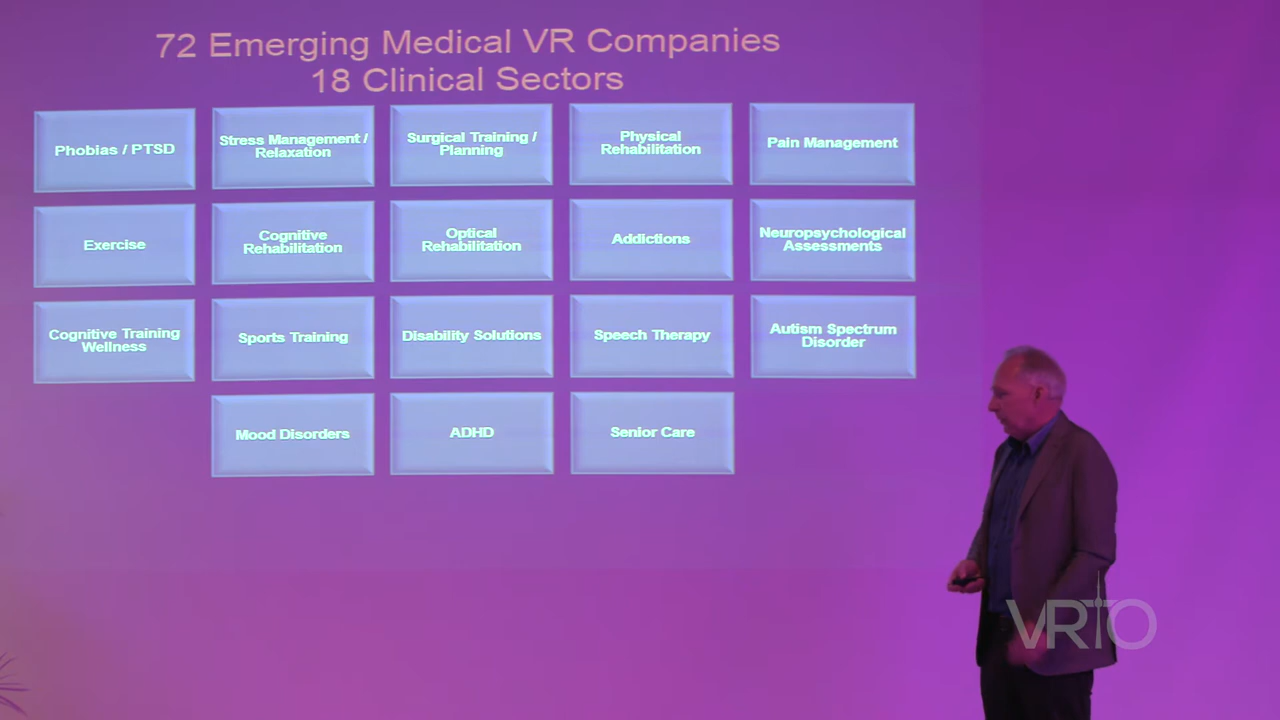 72 Emerging Medical VR Companies
18 Clinical Sectors
Phobias / PTSD
Stress Management /
Relaxation
Surgical Training /
Planning
Physical
Rehabilitation
Pain Management
Exercise
Cognitive
Rehabilitation
Optical
Rehabilitation
Addictions
Neuropsychological
Assessments
Cognitive Training
Wellness
Sports Training
Disability Solutions
Speech Therapy
Autism Spectrum
Disorder
Mood Disorders
ADHD
Senior Care
VRTO